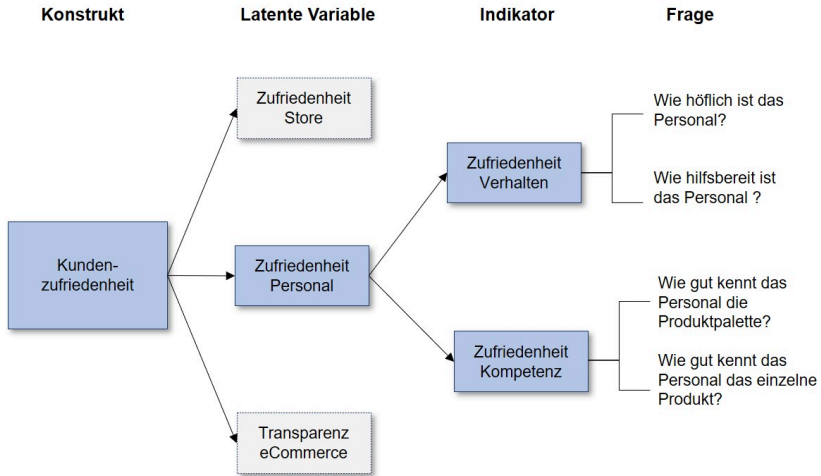 Konstrukt
Latente Variable
Indikator
Frage
Zufriedenheit
Store
Wie höflich ist das
Personal?
Zufriedenheit
Verhalten
Wie hilfsbereit ist
das Personal ?
Kunden-
zufriedenheit
Zufriedenheit
Personal
Wie gut kennt das
Personal die
Produktpalette?
Zufriedenheit
Kompetenz
Wie gut kennt das
Personal das einzelne
Produkt?
Transparenz
eCommerce